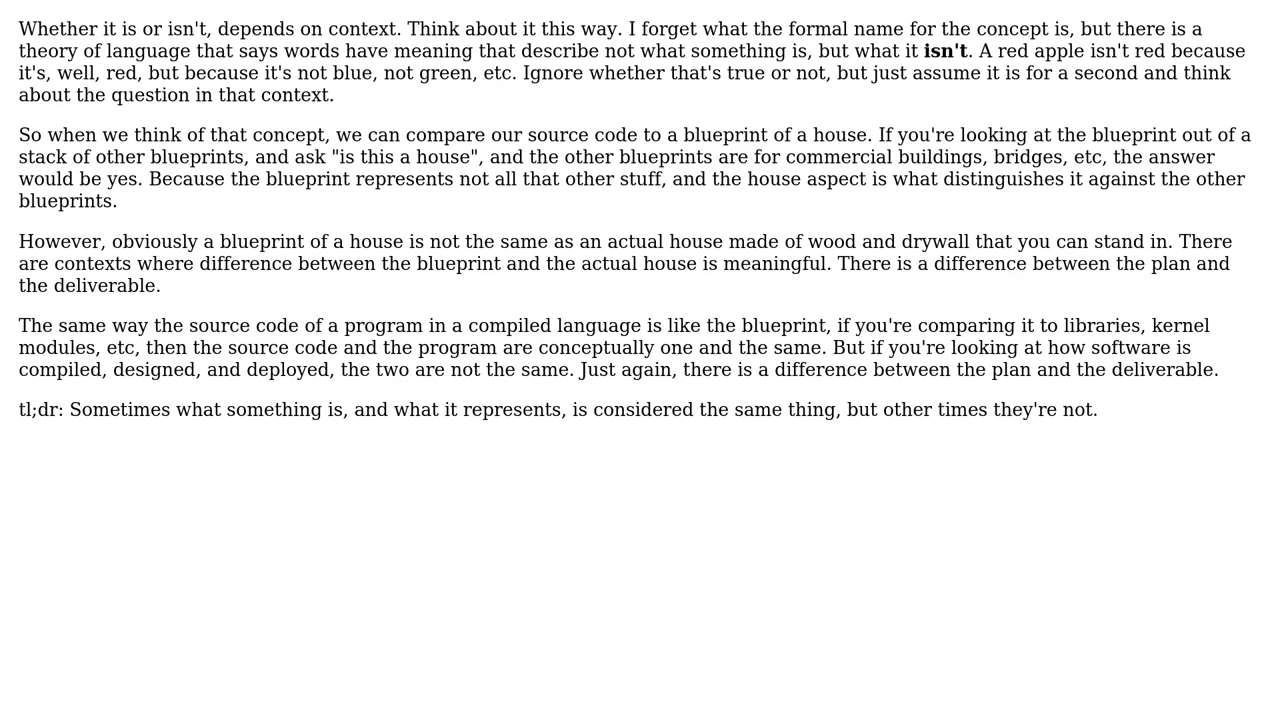 Whether it is or isn't, depends on context. Think about it this way. I forget what the formal name for the concept is, but there is a
theory of language that says words have meaning that describe not what something is, but what it isn't. A red apple isn't red because
it's, well, red, but because it's not blue, not green, etc. Ignore whether that's true or not, but just assume it is for a second and think
about the question in that context.
So when we think of that concept, we can compare our source code to a blueprint of a house. If you're looking at the blueprint out of a
stack of other blueprints, and ask "is this a house", and the other blueprints are for commercial buildings, bridges, etc, the answer
would be yes. Because the blueprint represents not all that other stuff, and the house aspect is what distinguishes it against the other
blueprints.
However, obviously a blueprint of a house is not the same as an actual house made of wood and drywall that you can stand in. There
are contexts where difference between the blueprint and the actual house is meaningful. There is a difference between the plan and
the deliverable.
The same way the source code of a program in a compiled language is like the blueprint, if you're comparing it to libraries, kernel
modules, etc, then the source code and the program are conceptually one and the same. But if you're looking at how software is
compiled, designed, and deployed, the two are not the same. Just again, there is a difference between the plan and the deliverable.
tl;dr: Sometimes what something is, and what it represents, is considered the same thing, but other times they're not.